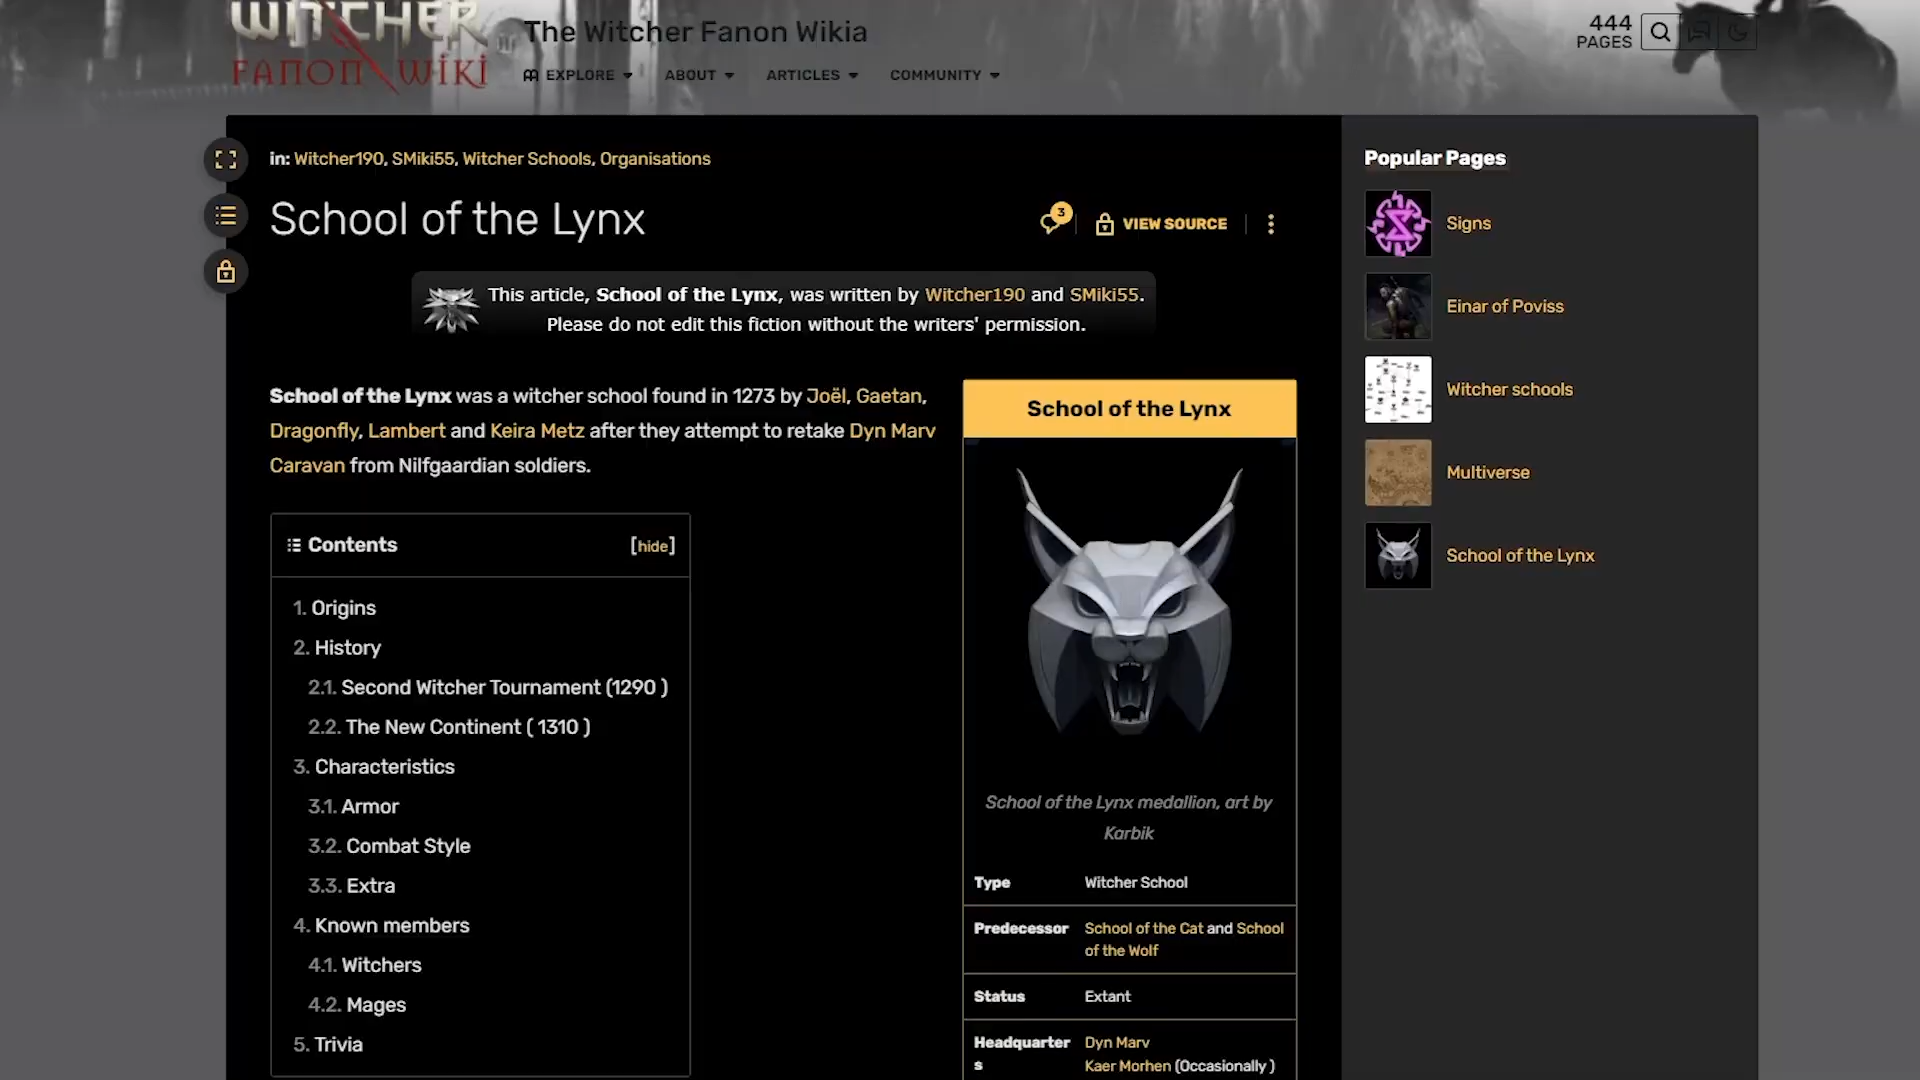 WITCHER
FANON WIKI
The Witcher Fanon Wikia
EXPLORE
ABOUT
ARTICLES
COMMUNITY
444
PAGES
in: Witcher190, SMiki55, Witcher Schools, Organisations
School of the Lynx
3
VIEW SOURCE
This article, School of the Lynx, was written by Witcher190 and SMiki55.
Please do not edit this fiction without the writers' permission.
School of the Lynx was a witcher school found in 1273 by Joël, Gaetan,
Dragonfly, Lambert and Keira Metz after they attempt to retake Dyn Marv
Caravan from Nilfgaardian soldiers.
Contents
[hide]
1. Origins
2. History
2.1. Second Witcher Tournament (1290 )
2.2. The New Continent ( 1310 )
3. Characteristics
3.1. Armor
3.2. Combat Style
3.3. Extra
4. Known members
4.1. Witchers
4.2. Mages
5. Trivia
School of the Lynx
School of the Lynx medallion, art by
Karbik
Type
Witcher School
Predecessor
School of the Cat and School
of the Wolf
Status
Extant
Headquarter
s
Dyn Marv
Kaer Morhen (Occasionally )
Popular Pages
Signs
Einar of Poviss
Witcher schools
Multiverse
School of the Lynx